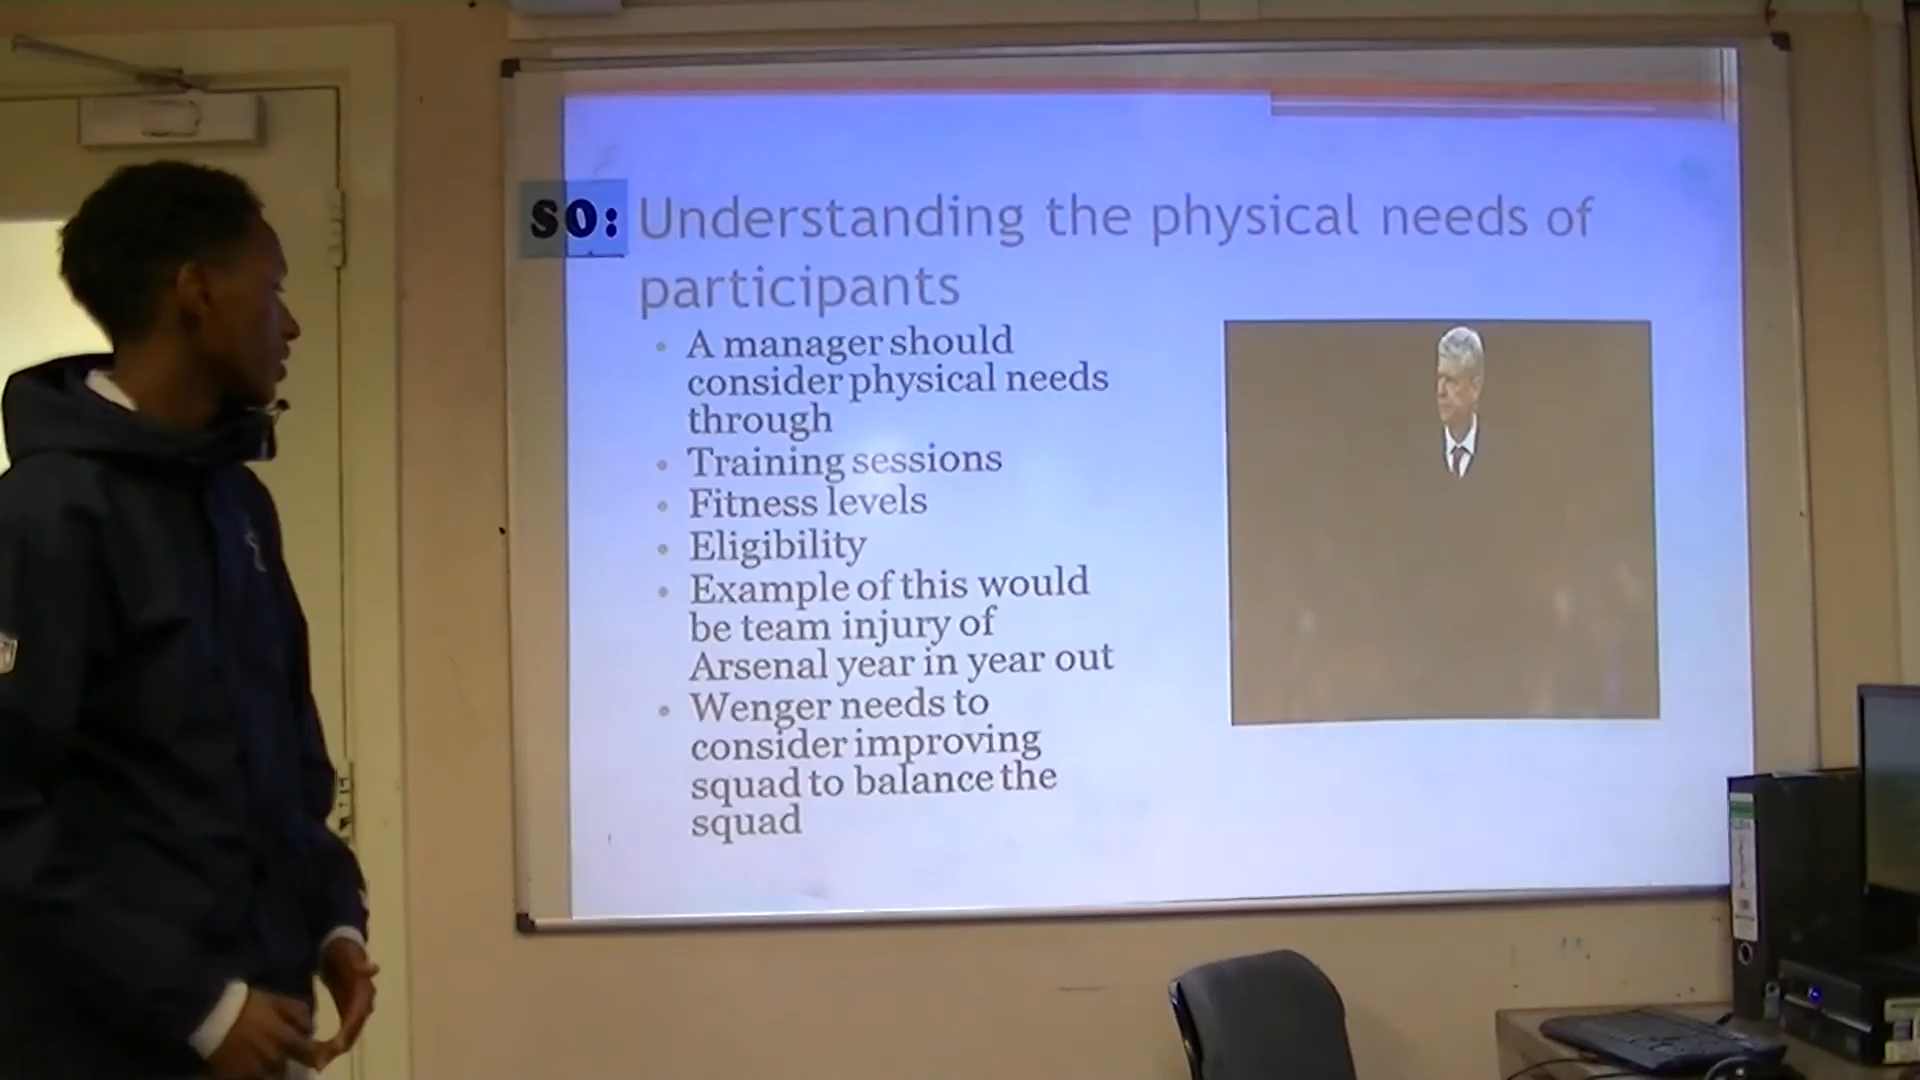 SO: Understanding the physical needs of
participants
A manager should
consider physical needs
through
Training sessions
Fitness levels
Eligibility
Example of this would
be team injury of
Arsenal year in year out
Wenger needs to
consider improving
squad to balance the
squad